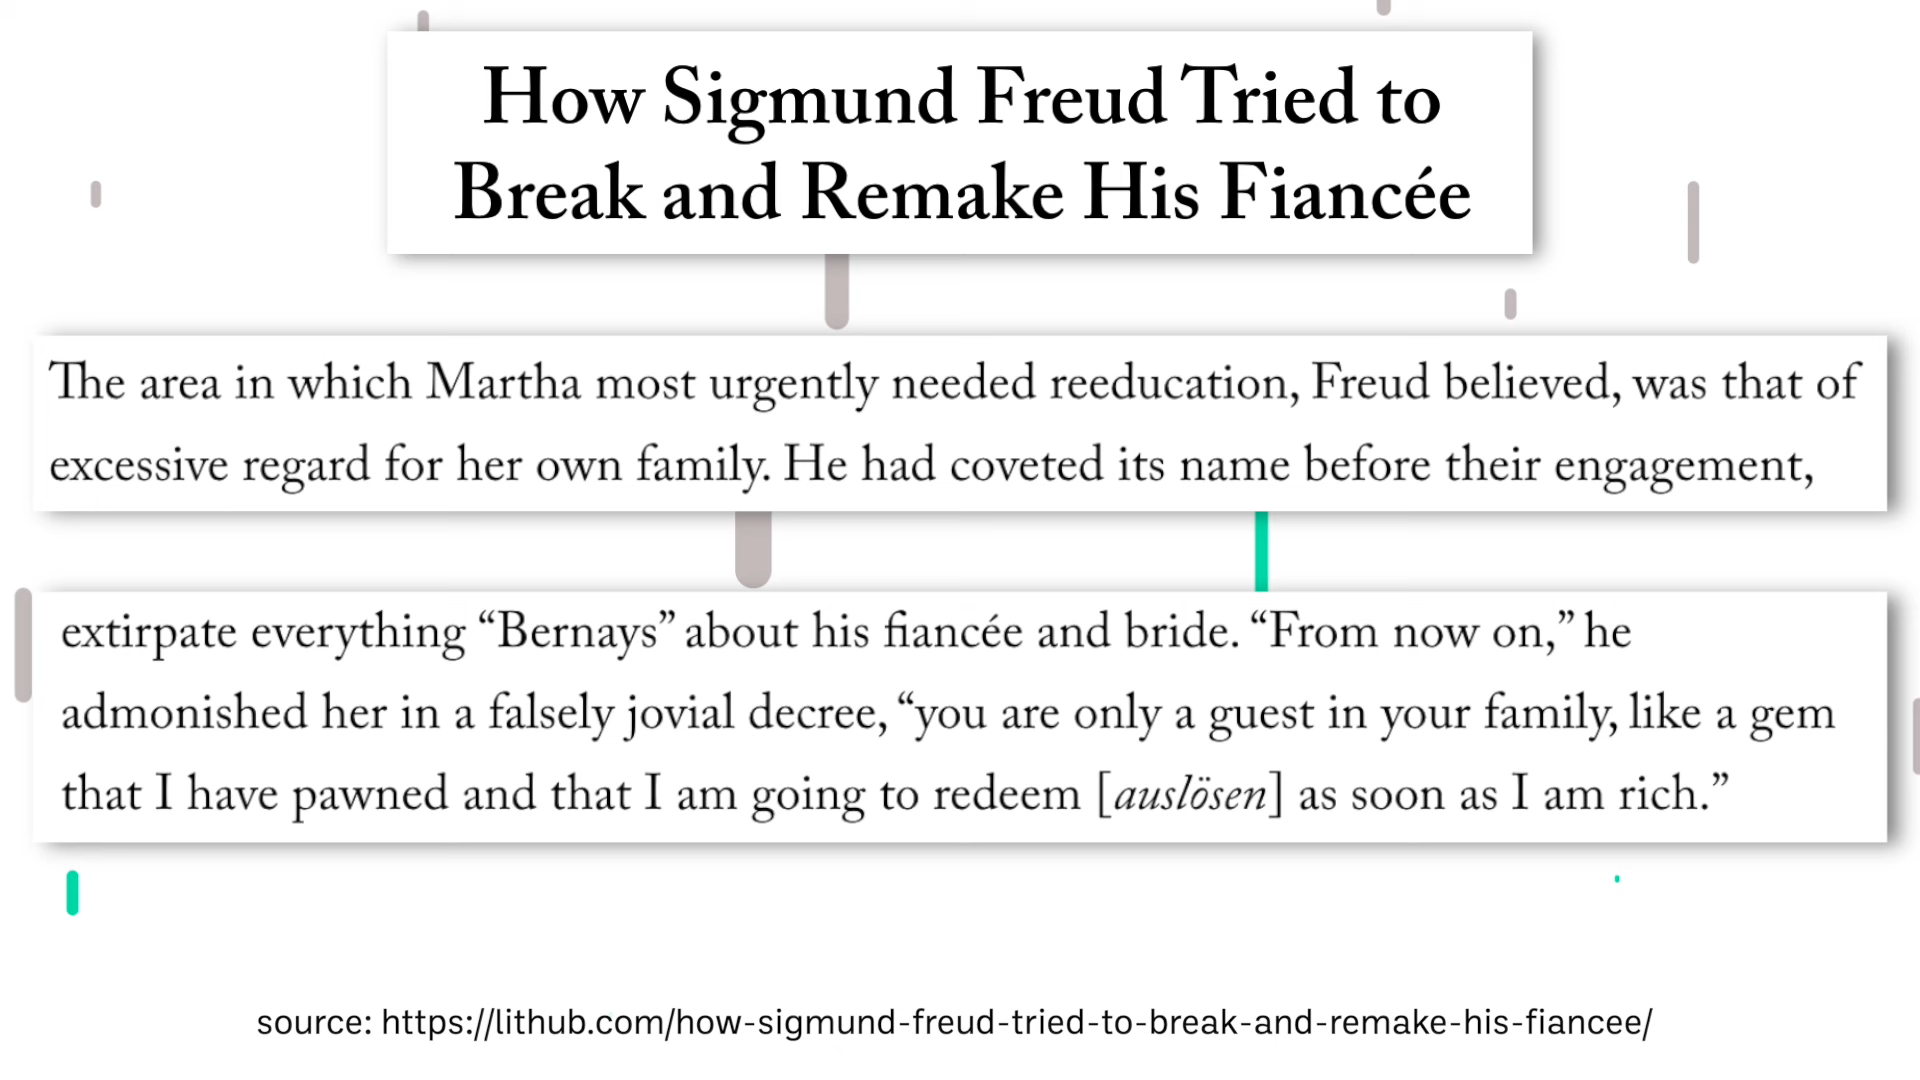 How Sigmund Freud Tried to
Break and Remake His Fiancée
The area in which Martha most urgently needed reeducation, Freud believed, was that of
excessive regard for her own family. He had coveted its name before their engagement,
extirpate everything “Bernays” about his fiancée and bride. “From now on,” he
admonished her in a falsely jovial decree, “you are only a guest in your family, like a gem
that I have pawned and that I am going to redeem [auslösen] as soon as I am rich.”
source: https://lithub.com/how-sigmund-freud-tried-to-break-and-remake-his-fiancee/